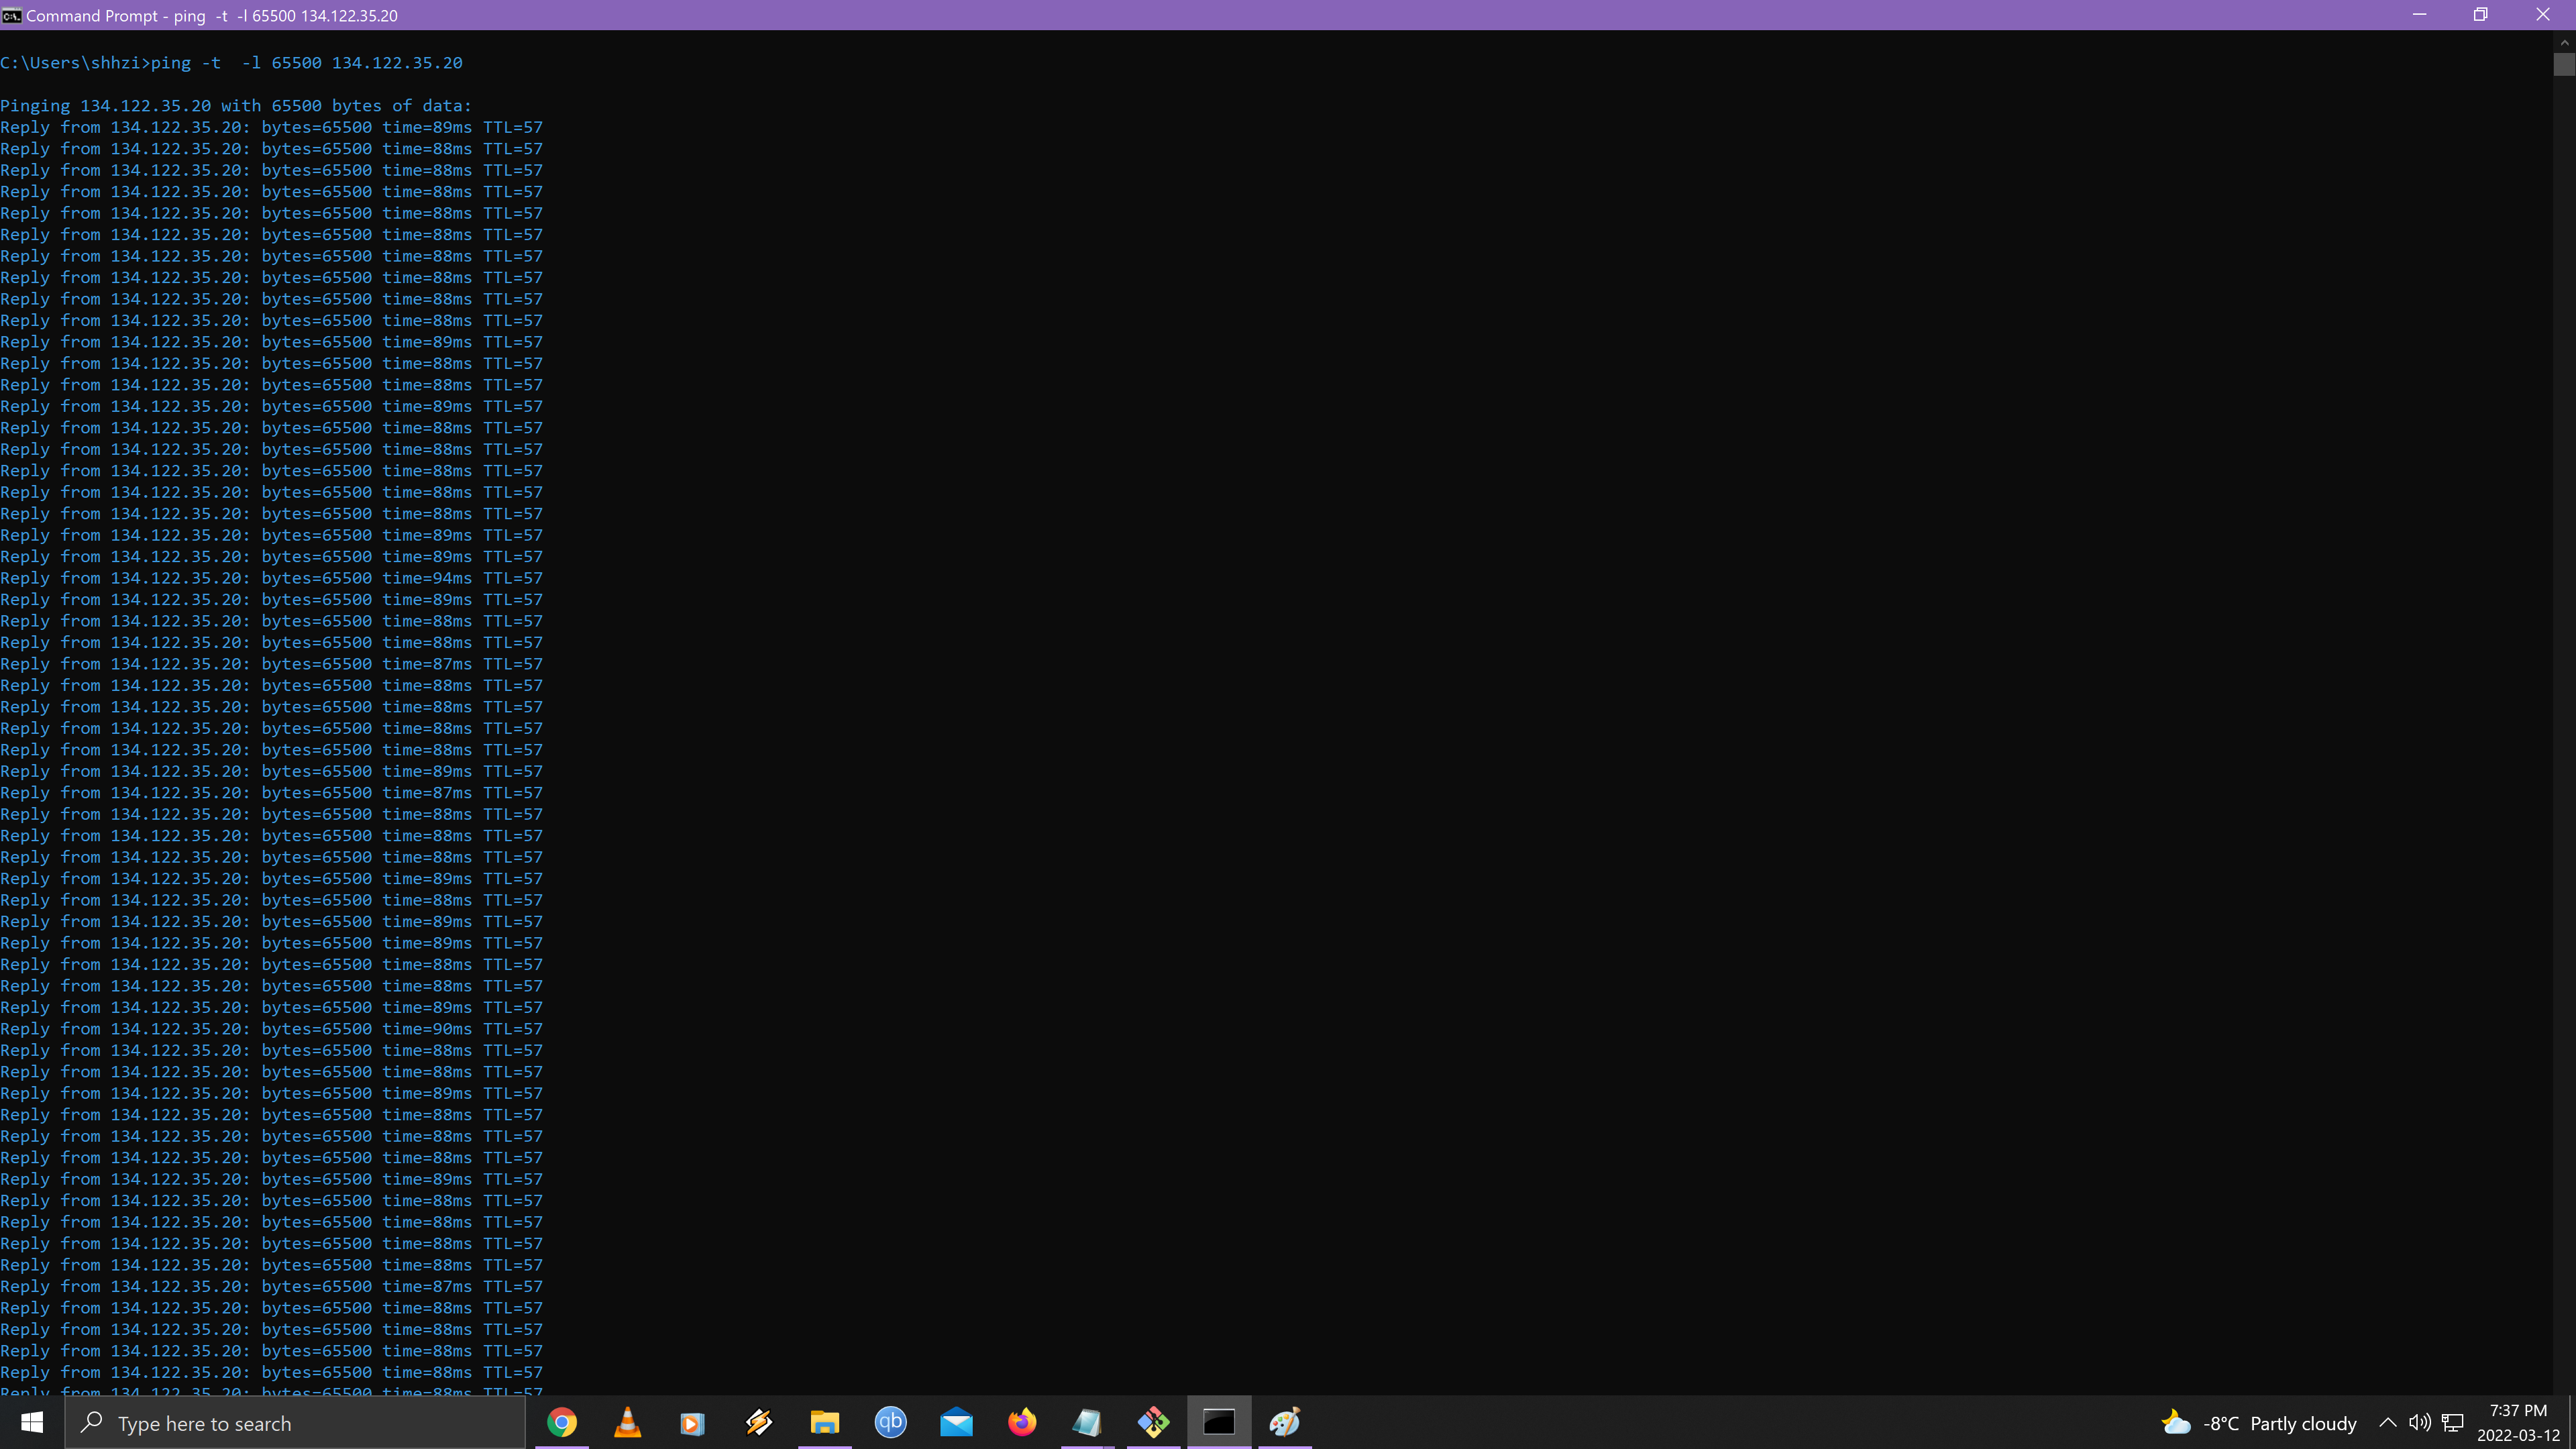 Command Prompt - ping  -t  -l 65500 134.122.35.20
C:\Users\shhzi>ping -t  -l 65500 134.122.35.20
Pinging 134.122.35.20 with 65500 bytes of data:
Reply from 134.122.35.20: bytes=65500 time=89ms TTL=57
Reply from 134.122.35.20: bytes=65500 time=88ms TTL=57
Reply from 134.122.35.20: bytes=65500 time=88ms TTL=57
Reply from 134.122.35.20: bytes=65500 time=88ms TTL=57
Reply from 134.122.35.20: bytes=65500 time=88ms TTL=57
Reply from 134.122.35.20: bytes=65500 time=88ms TTL=57
Reply from 134.122.35.20: bytes=65500 time=88ms TTL=57
Reply from 134.122.35.20: bytes=65500 time=88ms TTL=57
Reply from 134.122.35.20: bytes=65500 time=88ms TTL=57
Reply from 134.122.35.20: bytes=65500 time=88ms TTL=57
Reply from 134.122.35.20: bytes=65500 time=89ms TTL=57
Reply from 134.122.35.20: bytes=65500 time=88ms TTL=57
Reply from 134.122.35.20: bytes=65500 time=88ms TTL=57
Reply from 134.122.35.20: bytes=65500 time=89ms TTL=57
Reply from 134.122.35.20: bytes=65500 time=88ms TTL=57
Reply from 134.122.35.20: bytes=65500 time=88ms TTL=57
Reply from 134.122.35.20: bytes=65500 time=88ms TTL=57
Reply from 134.122.35.20: bytes=65500 time=88ms TTL=57
Reply from 134.122.35.20: bytes=65500 time=88ms TTL=57
Reply from 134.122.35.20: bytes=65500 time=89ms TTL=57
Reply from 134.122.35.20: bytes=65500 time=89ms TTL=57
Reply from 134.122.35.20: bytes=65500 time=94ms TTL=57
Reply from 134.122.35.20: bytes=65500 time=89ms TTL=57
Reply from 134.122.35.20: bytes=65500 time=88ms TTL=57
Reply from 134.122.35.20: bytes=65500 time=88ms TTL=57
Reply from 134.122.35.20: bytes=65500 time=87ms TTL=57
Reply from 134.122.35.20: bytes=65500 time=88ms TTL=57
Reply from 134.122.35.20: bytes=65500 time=88ms TTL=57
Reply from 134.122.35.20: bytes=65500 time=88ms TTL=57
Reply from 134.122.35.20: bytes=65500 time=88ms TTL=57
Reply from 134.122.35.20: bytes=65500 time=89ms TTL=57
Reply from 134.122.35.20: bytes=65500 time=87ms TTL=57
Reply from 134.122.35.20: bytes=65500 time=88ms TTL=57
Reply from 134.122.35.20: bytes=65500 time=88ms TTL=57
Reply from 134.122.35.20: bytes=65500 time=88ms TTL=57
Reply from 134.122.35.20: bytes=65500 time=89ms TTL=57
Reply from 134.122.35.20: bytes=65500 time=88ms TTL=57
Reply from 134.122.35.20: bytes=65500 time=89ms TTL=57
Reply from 134.122.35.20: bytes=65500 time=89ms TTL=57
Reply from 134.122.35.20: bytes=65500 time=88ms TTL=57
Reply from 134.122.35.20: bytes=65500 time=88ms TTL=57
Reply from 134.122.35.20: bytes=65500 time=89ms TTL=57
Reply from 134.122.35.20: bytes=65500 time=90ms TTL=57
Reply from 134.122.35.20: bytes=65500 time=88ms TTL=57
Reply from 134.122.35.20: bytes=65500 time=88ms TTL=57
Reply from 134.122.35.20: bytes=65500 time=89ms TTL=57
Reply from 134.122.35.20: bytes=65500 time=88ms TTL=57
Reply from 134.122.35.20: bytes=65500 time=88ms TTL=57
Reply from 134.122.35.20: bytes=65500 time=88ms TTL=57
Reply from 134.122.35.20: bytes=65500 time=89ms TTL=57
Reply from 134.122.35.20: bytes=65500 time=88ms TTL=57
Reply from 134.122.35.20: bytes=65500 time=88ms TTL=57
Reply from 134.122.35.20: bytes=65500 time=88ms TTL=57
Reply from 134.122.35.20: bytes=65500 time=88ms TTL=57
Reply from 134.122.35.20: bytes=65500 time=87ms TTL=57
Reply from 134.122.35.20: bytes=65500 time=88ms TTL=57
Reply from 134.122.35.20: bytes=65500 time=88ms TTL=57
Reply from 134.122.35.20: bytes=65500 time=88ms TTL=57
Reply from 134.122.35.20: bytes=65500 time=88ms TTL=57
Reply from 134.122.35.20: bytes=65500 time=88ms TTL=57
Type here to search
qb
-8°C Partly cloudy
7:37 PM
2022-03-12